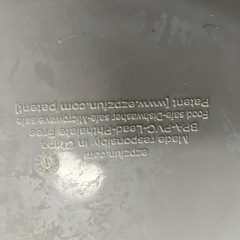 ezpzfun.com
Made responsibly in China
BPA-PVC-Lead-Phthalate Free
Food safe-Dishwasher safe-Microwave safe
Patent [www.ezpzfun.com/patent]